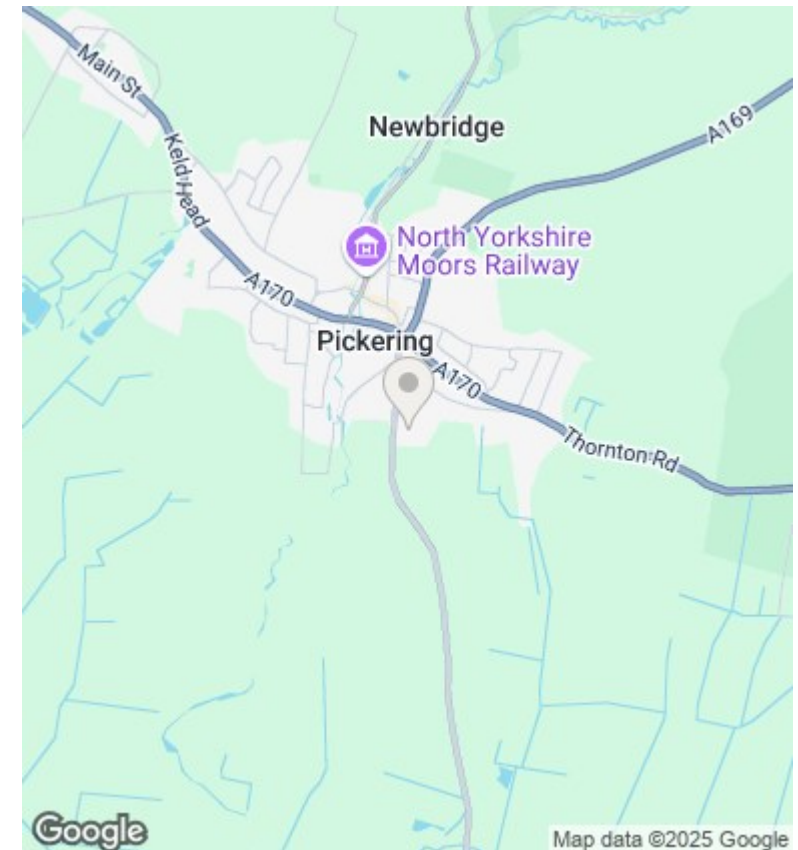 Main St
Keld Head
Newbridge
A169
North Yorkshire
Moors Railway
A170
Pickering
A170
Thornton Rd
Google
Map data ©2025 Google